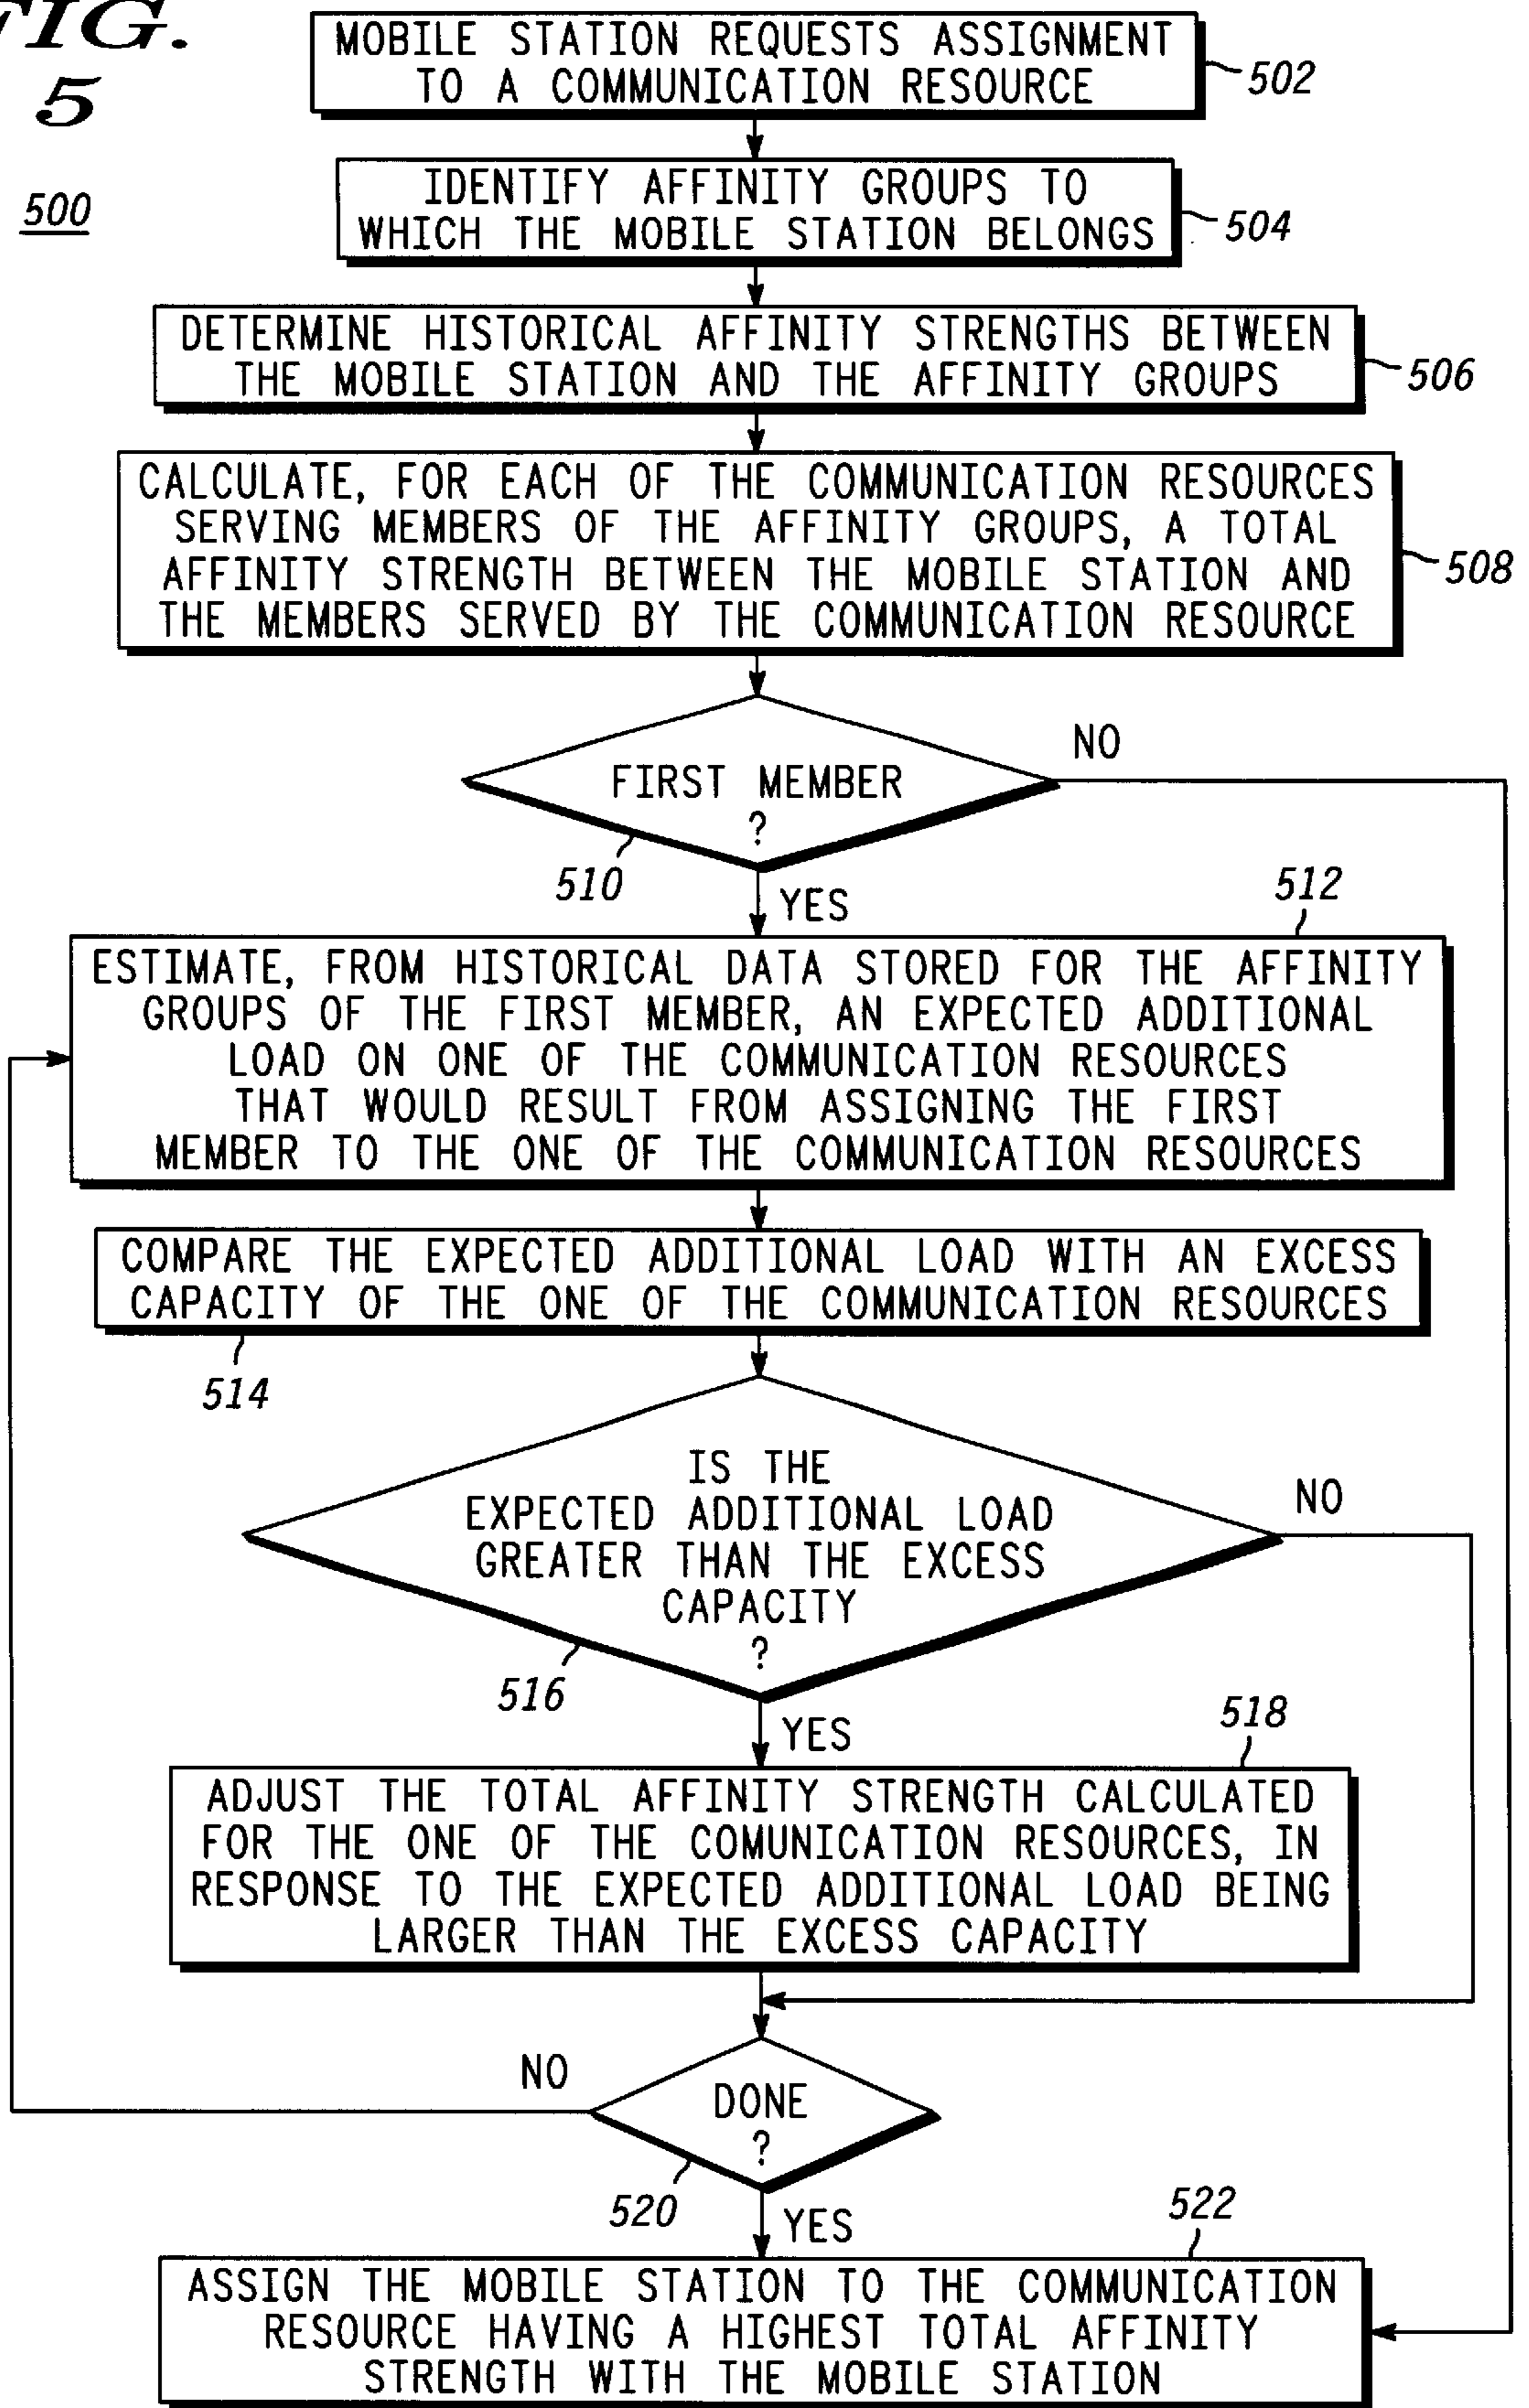 FIG.
5
500
MOBILE STATION REQUESTS ASSIGNMENT
TO A COMMUNICATION RESOURCE
502
IDENTIFY AFFINITY GROUPS TO
WHICH THE MOBILE STATION BELONGS
504
DETERMINE HISTORICAL AFFINITY STRENGTHS BETWEEN
THE MOBILE STATION AND THE AFFINITY GROUPS
506
CALCULATE, FOR EACH OF THE COMMUNICATION RESOURCES
SERVING MEMBERS OF THE AFFINITY GROUPS, A TOTAL
AFFINITY STRENGTH BETWEEN THE MOBILE STATION AND
THE MEMBERS SERVED BY THE COMMUNICATION RESOURCE
508
NO
FIRST MEMBER
?
510
YES
512
ESTIMATE, FROM HISTORICAL DATA STORED FOR THE AFFINITY
GROUPS OF THE FIRST MEMBER, AN EXPECTED ADDITIONAL
LOAD ON ONE OF THE COMMUNICATION RESOURCES
THAT WOULD RESULT FROM ASSIGNING THE FIRST
MEMBER TO THE ONE OF THE COMMUNICATION RESOURCES
COMPARE THE EXPECTED ADDITIONAL LOAD WITH AN EXCESS
CAPACITY OF THE ONE OF THE COMMUNICATION RESOURCES
514
IS THE
EXPECTED ADDITIONAL LOAD
GREATER THAN THE EXCESS
CAPACITY
?
NO
516
YES
518
ADJUST THE TOTAL AFFINITY STRENGTH CALCULATED
FOR THE ONE OF THE COMUNICATION RESOURCES, IN
RESPONSE TO THE EXPECTED ADDITIONAL LOAD BEING
LARGER THAN THE EXCESS CAPACITY
NO
DONE
?
520
YES
522
ASSIGN THE MOBILE STATION TO THE COMMUNICATION
RESOURCE HAVING A HIGHEST TOTAL AFFINITY
STRENGTH WITH THE MOBILE STATION